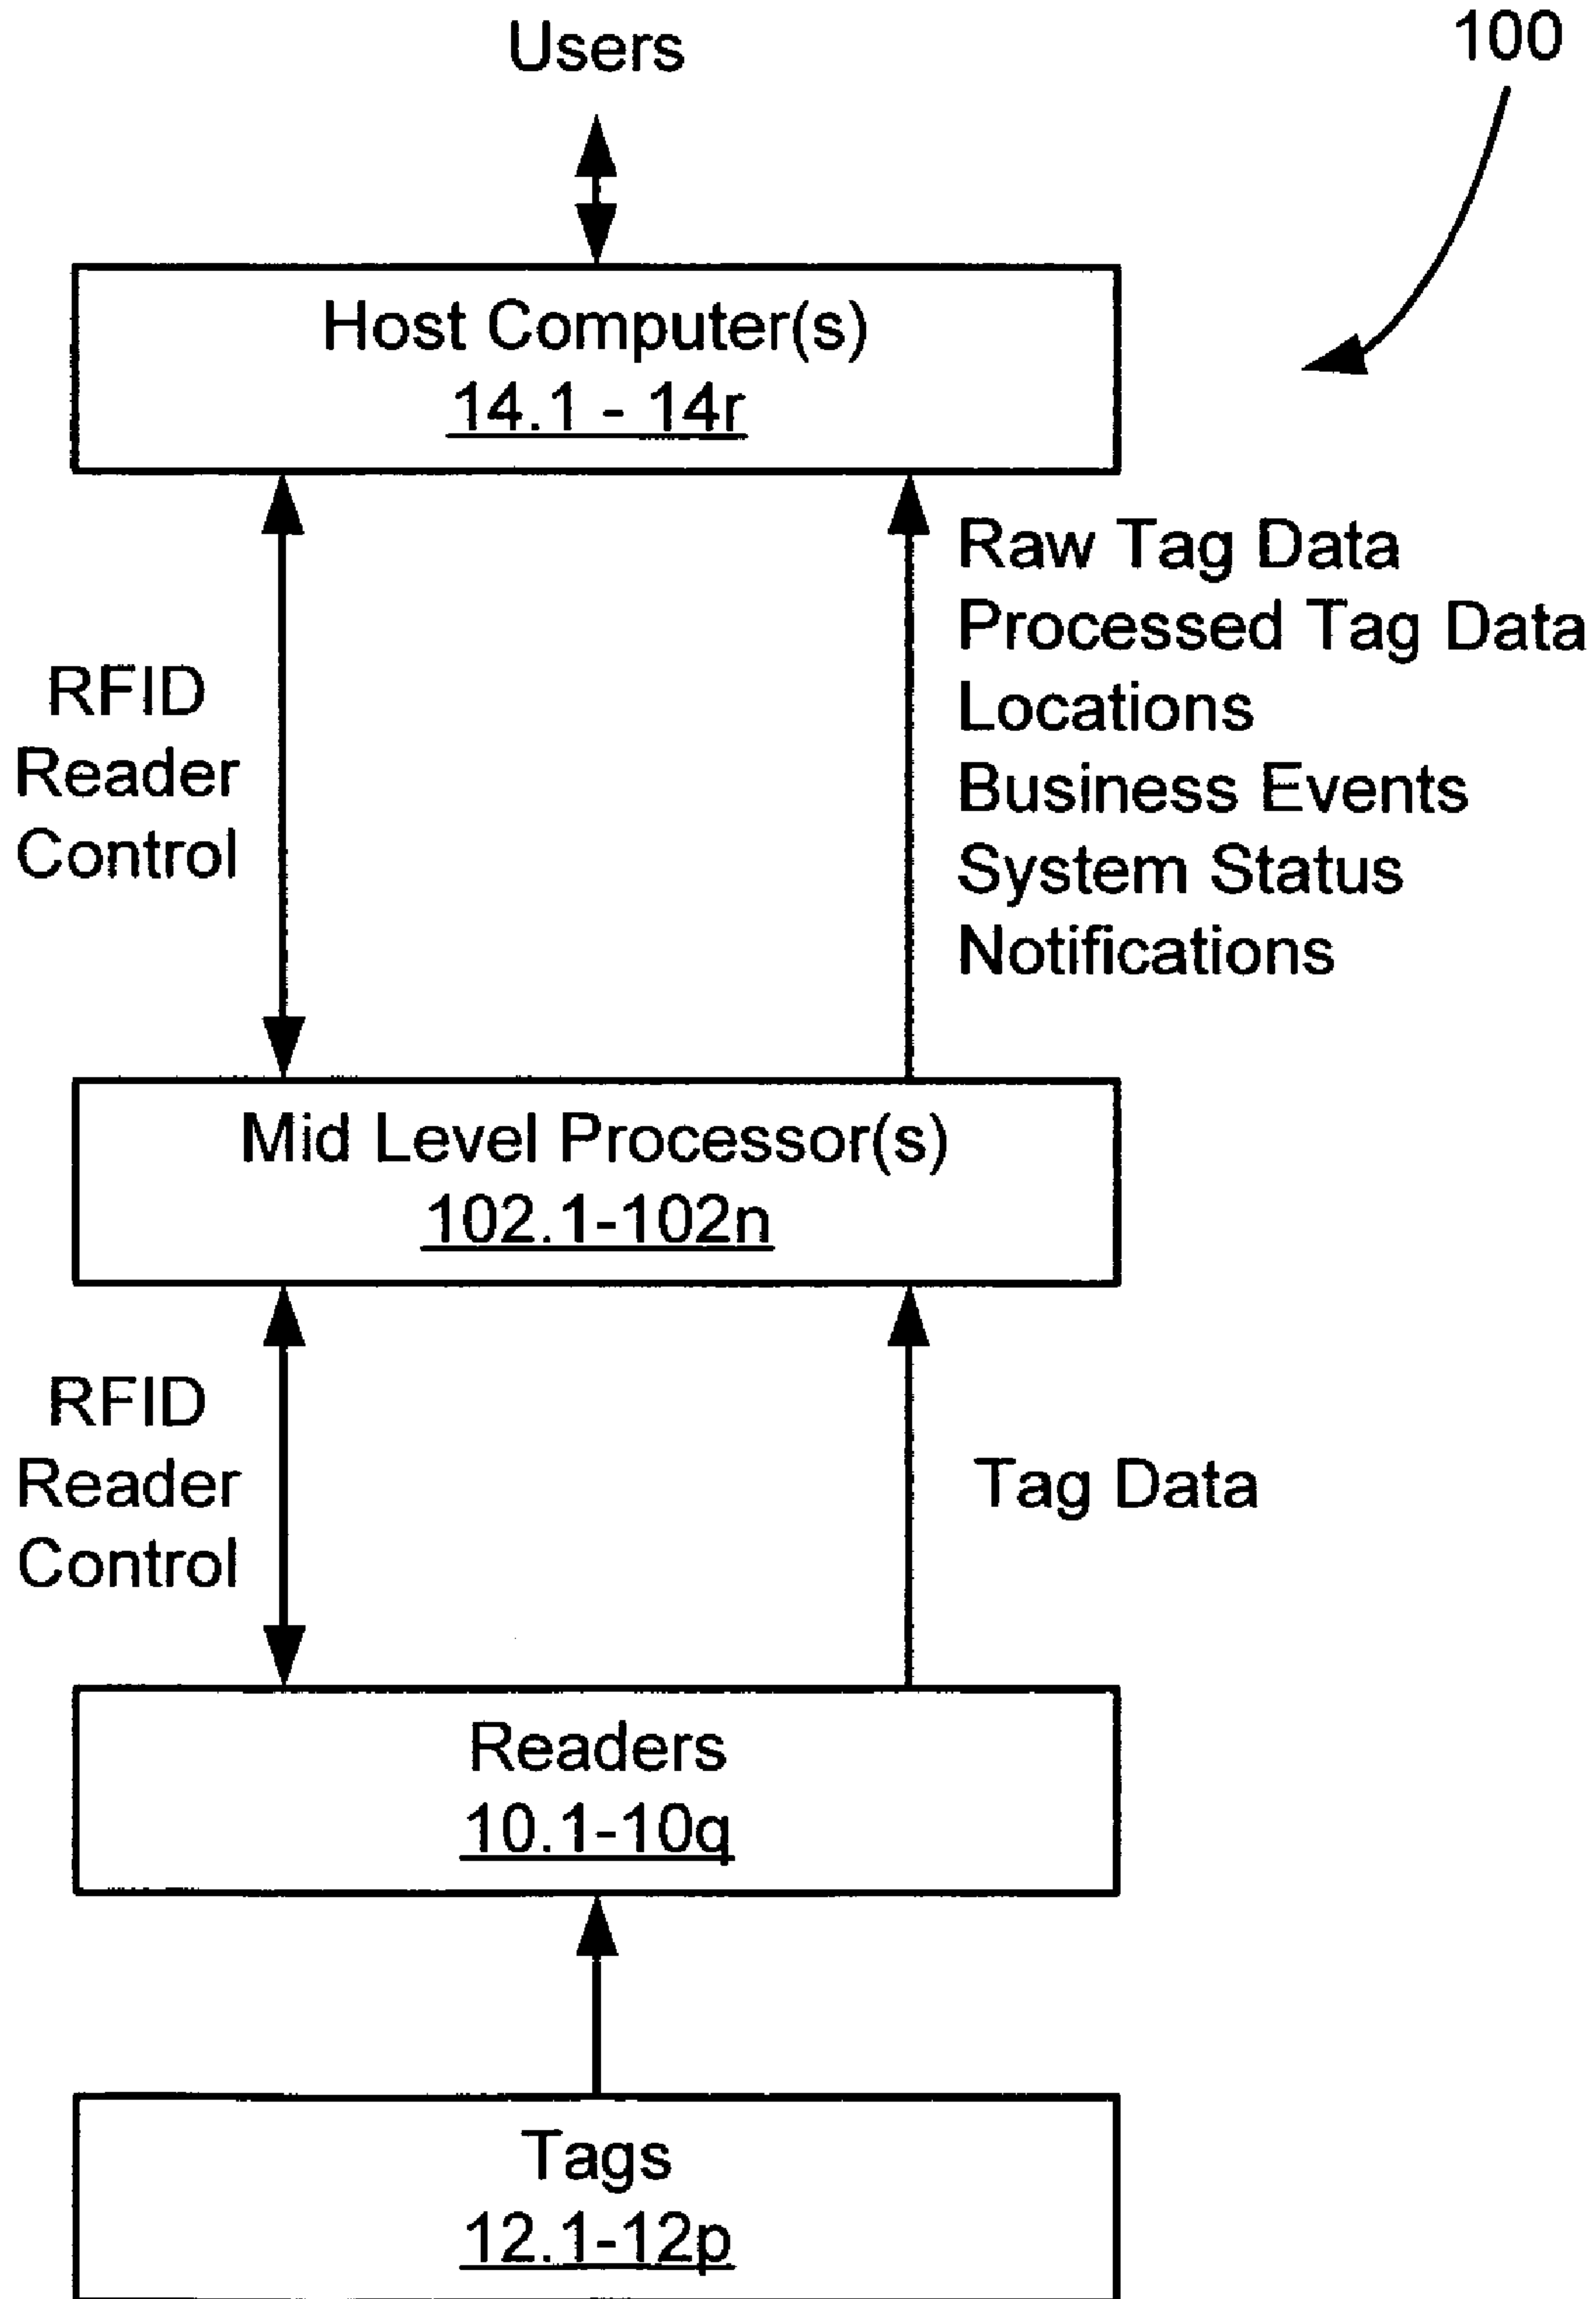 Users
100
Host Computer(s)
14.1 - 14r
RFID
Reader
Control
Raw Tag Data
Processed Tag Data
Locations
Business Events
System Status
Notifications
Mid Level Processor(s)
102.1-102n
RFID
Reader
Control
Tag Data
Readers
10.1-10q
Tags
12.1-12p